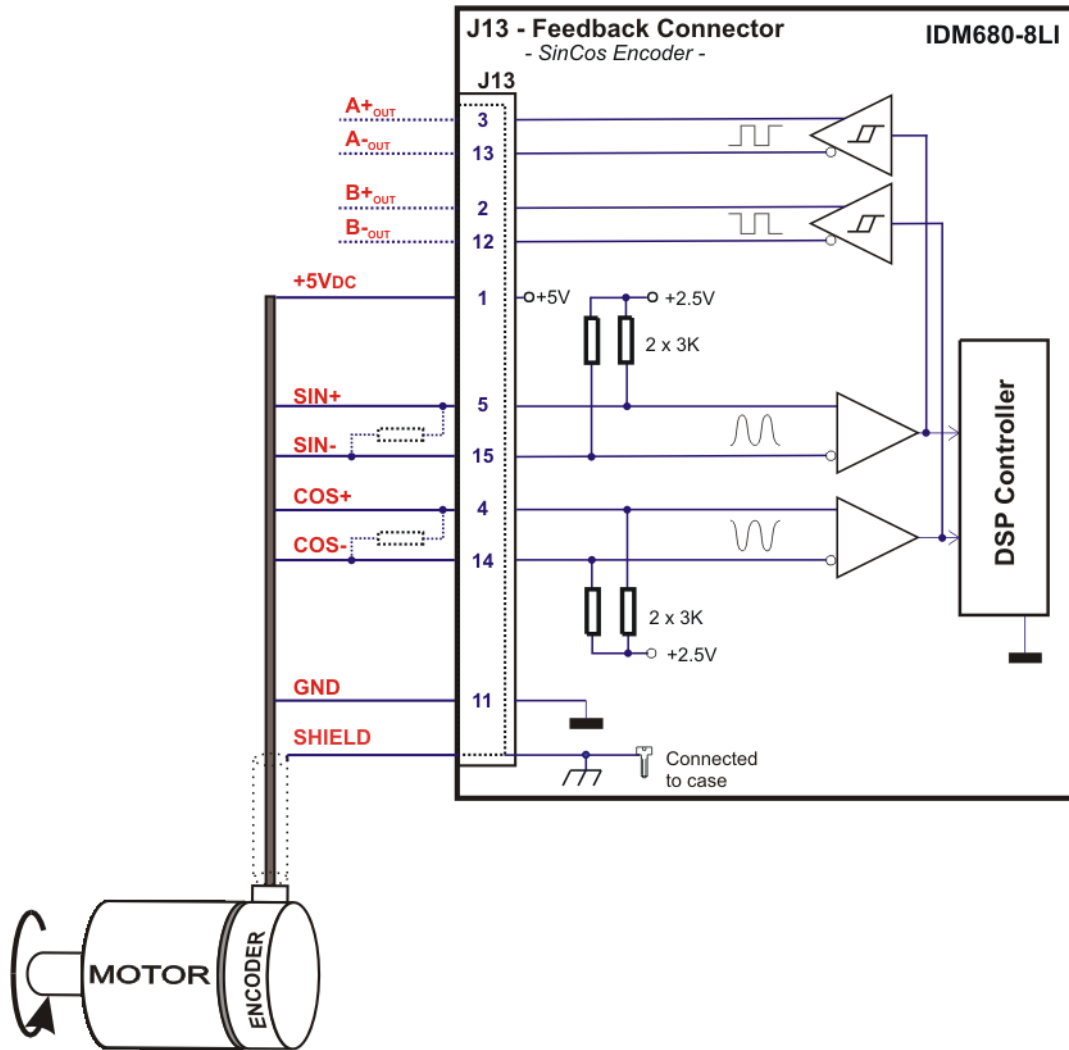 J13 - Feedback Connector
IDM680-8LI
- SinCos Encoder -
J13
A+OUT
3
A-OUT
13
B+OUT
2
B-OUT
12
+5VDC
1
+5V
+2.5V
2 x 3K
SIN+
5
SIN-
15
COS+
4
COS-
14
DSP Controller
2 x 3K
+2.5V
GND
11
SHIELD
Connected
to case
MOTOR
ENCODER